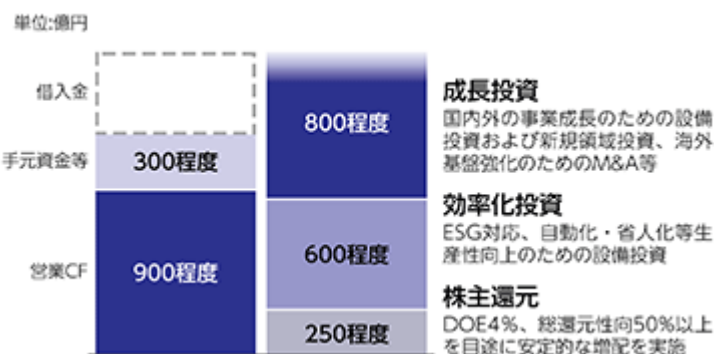 単位:億円
借入金
手元資金等
300程度
営業CF
900程度
800程度
600程度
250程度
成長投資
国内外の事業成長のための設備
投資および新規領域投資、海外
基盤強化のためのM&A等
効率化投資
ESG対応、自動化・省人化等生
産性向上のための設備投資
株主還元
DOE4%、総還元性向50%以上
を目途に安定的な増配を実施